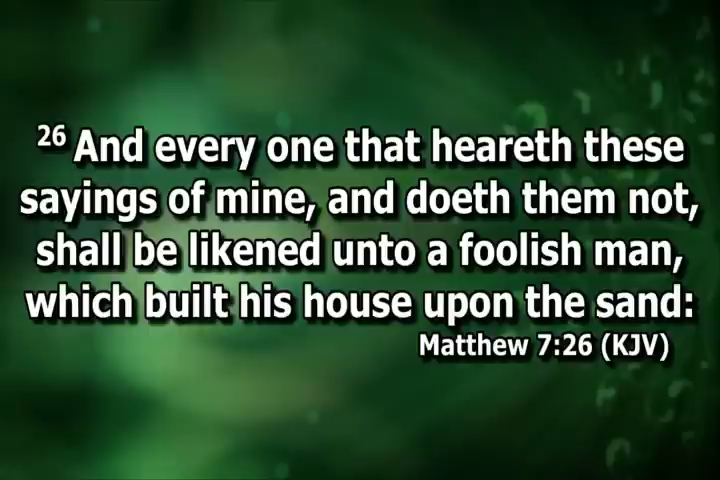 26 And every one that heareth these
sayings of mine, and doeth them not,
shall be likened unto a foolish man,
which built his house upon the sand:
Matthew 7:26 (KJV)